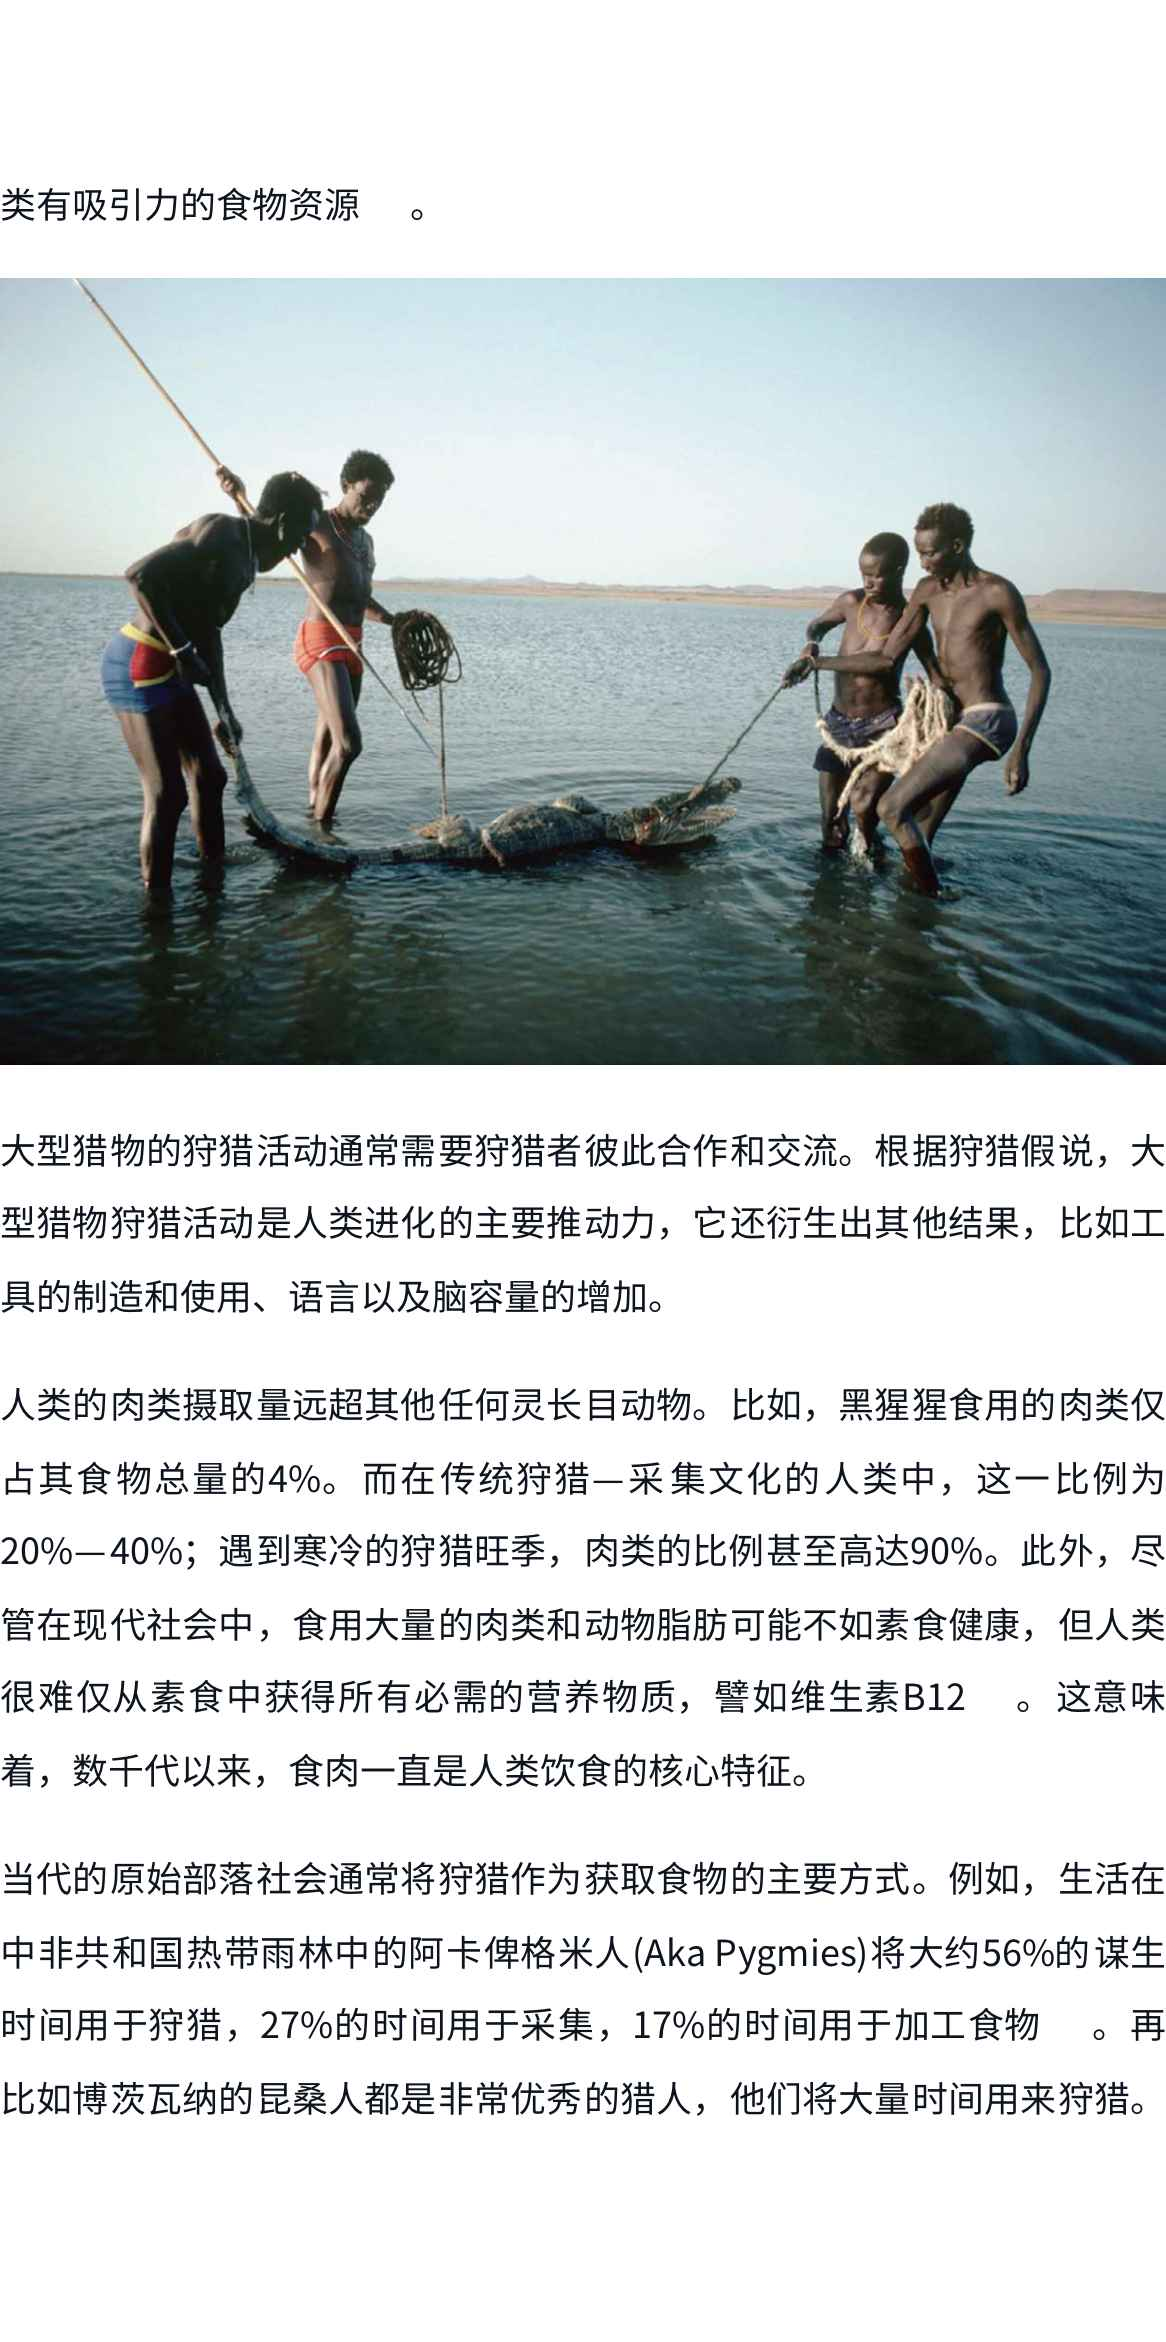 类有吸引力的食物资源 。
大型猎物的狩猎活动通常需要狩猎者彼此合作和交流。根据狩猎假说，大
型猎物狩猎活动是人类进化的主要推动力，它还衍生出其他结果，比如工
具的制造和使用、语言以及脑容量的增加。
人类的肉类摄取量远超其他任何灵长目动物。比如，黑猩猩食用的肉类仅
占其食物总量的4%。而在传统狩猎—采集文化的人类中，这一比例为
20%—40%；遇到寒冷的狩猎旺季，肉类的比例甚至高达90%。此外，尽
管在现代社会中，食用大量的肉类和动物脂肪可能不如素食健康，但人类
很难仅从素食中获得所有必需的营养物质，譬如维生素B12 。这意味
着，数千代以来，食肉一直是人类饮食的核心特征。
当代的原始部落社会通常将狩猎作为获取食物的主要方式。例如，生活在
中非共和国热带雨林中的阿卡俾格米人(Aka Pygmies)将大约56%的谋生
时间用于狩猎，27%的时间用于采集，17%的时间用于加工食物 。再
比如博茨瓦纳的昆桑人都是非常优秀的猎人，他们将大量时间用来狩猎。